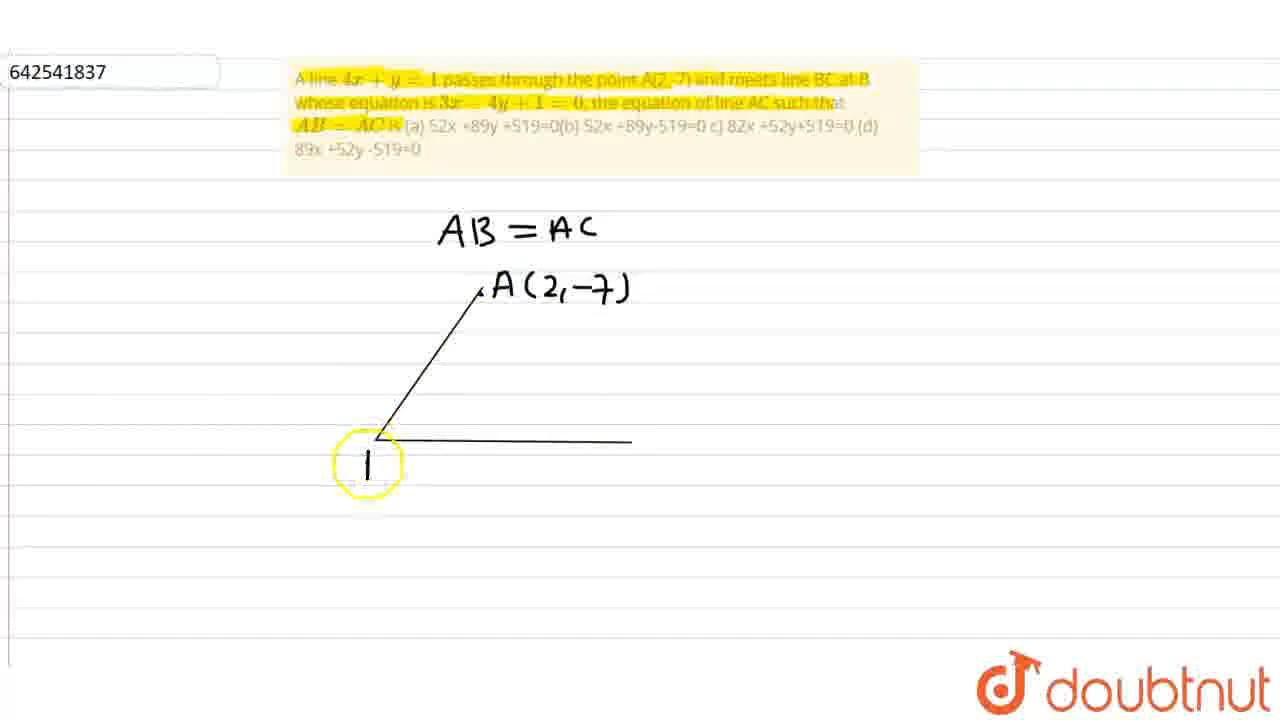 642541837
A line 4x + y = 1 passes through the point A(2,-7) and meets line BC at B
whose equation is 3x − 4y + 1 = 0, the equation of line AC such that
AB = AC is (a) 52x +89y +519=0(b) 52x +89y-519=0 c) 82x +52y+519=0 (d)
89x +52y -519=0
AB = AC
A(2,-7)
doubtnut